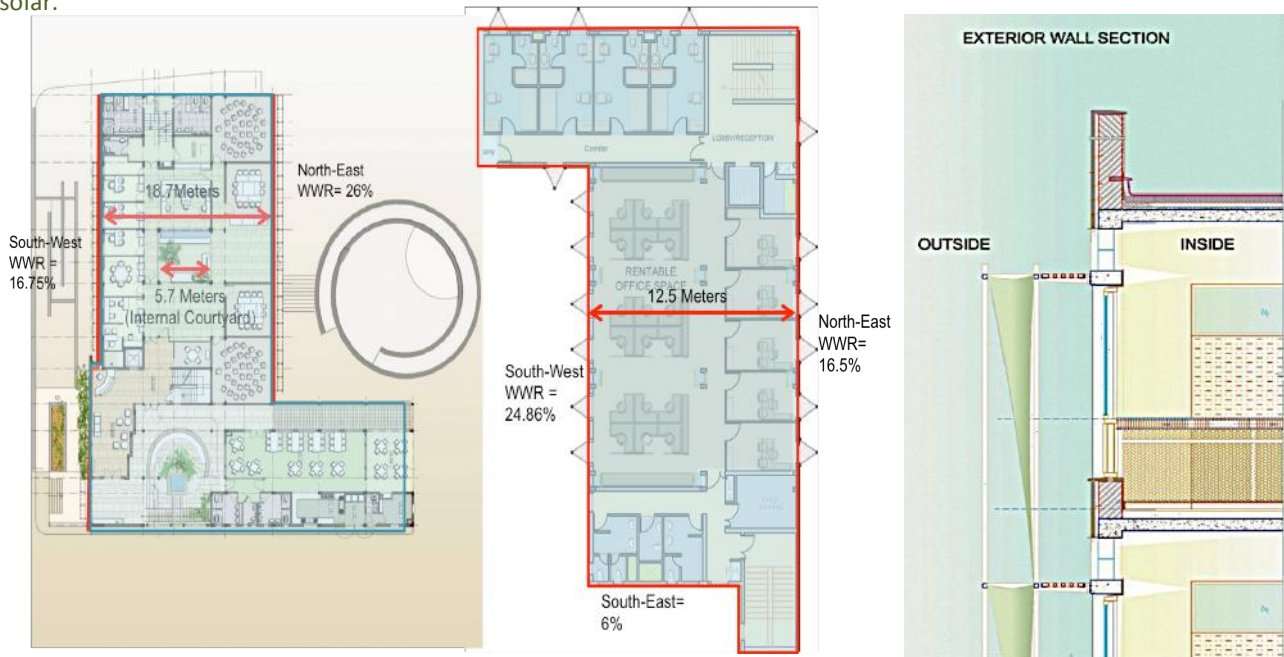 solar.
18.7Meters
North-East
WWR= 26%
South-West
WWR =
16.75%
5.7 Meters
(Internal Courtyard)
Center
LOBBY/RECEPTION
RENTABLE
OFFICE SPACE
12.5 Meters
North-East
WWR=
16.5%
South-West
WWR =
24.86%
South-East=
6%
EXTERIOR WALL SECTION
OUTSIDE
INSIDE